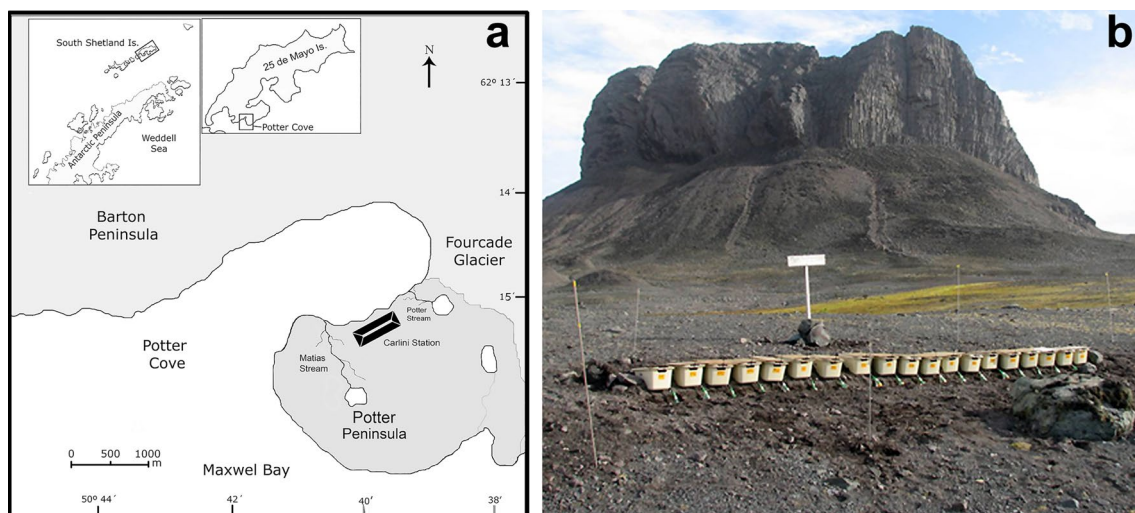 a
South Shetland Is.
Antarctic Peninsula
Weddell
Sea
25 de Mayo Is.
Potter Cove
N
62º 13´
14´
15´
Barton
Peninsula
Fourcade
Glacier
Potter
Stream
Carlini Station
Matias
Stream
Potter
Cove
Potter
Peninsula
0 500 1000
m
Maxwel Bay
50º 44´ 42´ 40´ 38´
b